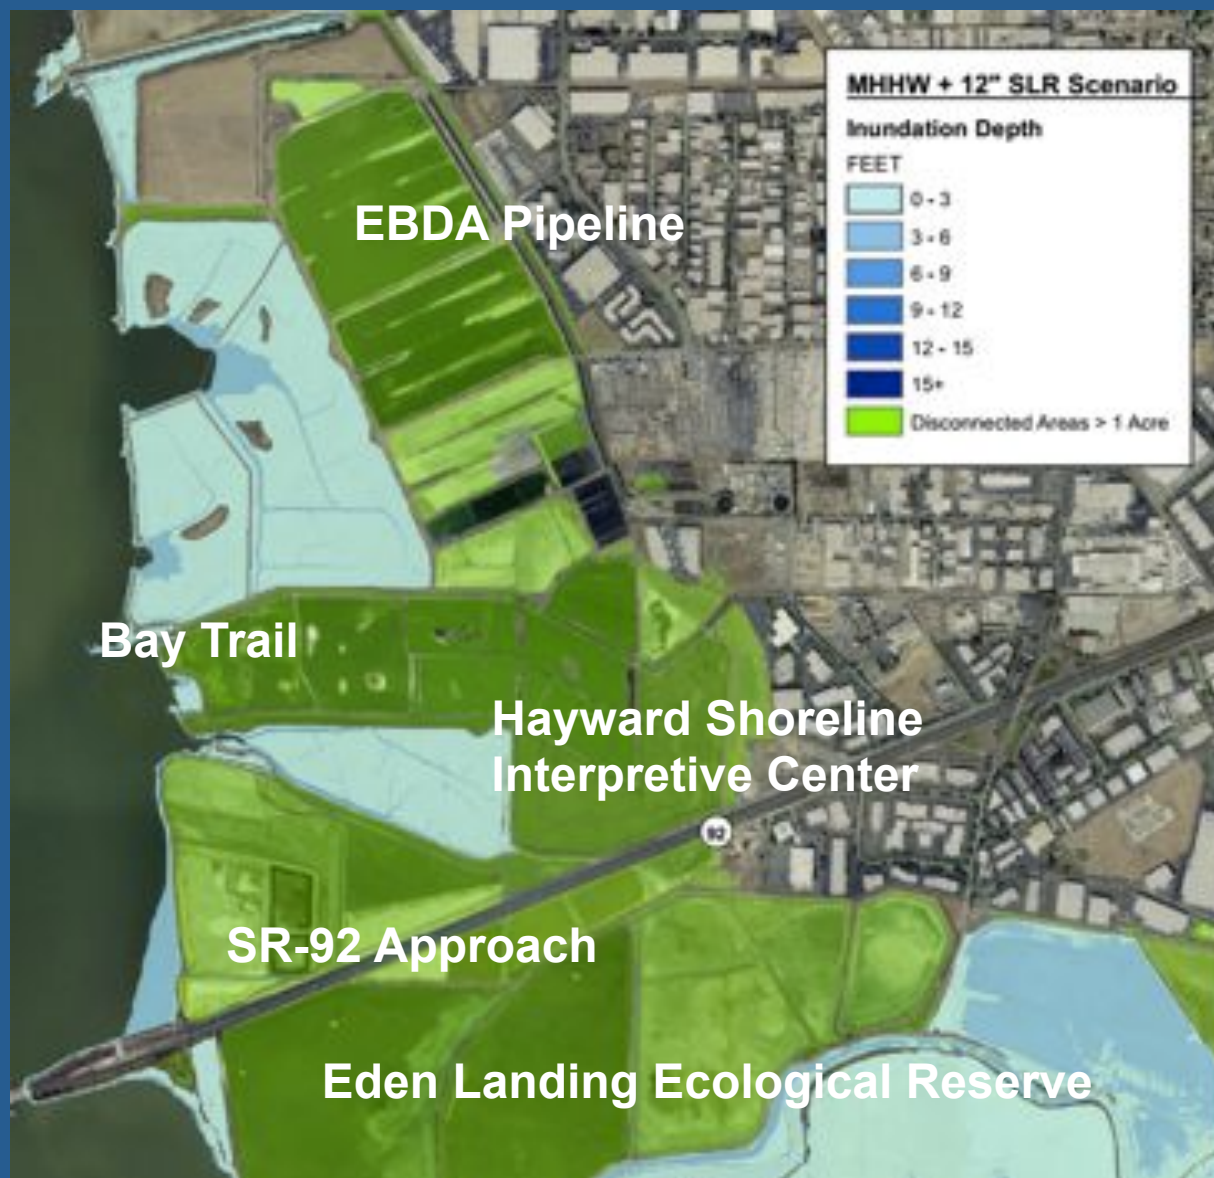 MHHW + 12" SLR Scenario
Inundation Depth
FEET
0 - 3
3 - 6
6 - 9
9 - 12
12 - 15
15+
Disconnected Areas > 1 Acre
EBDA Pipeline
Bay Trail
Hayward Shoreline
Interpretive Center
92
SR-92 Approach
Eden Landing Ecological Reserve